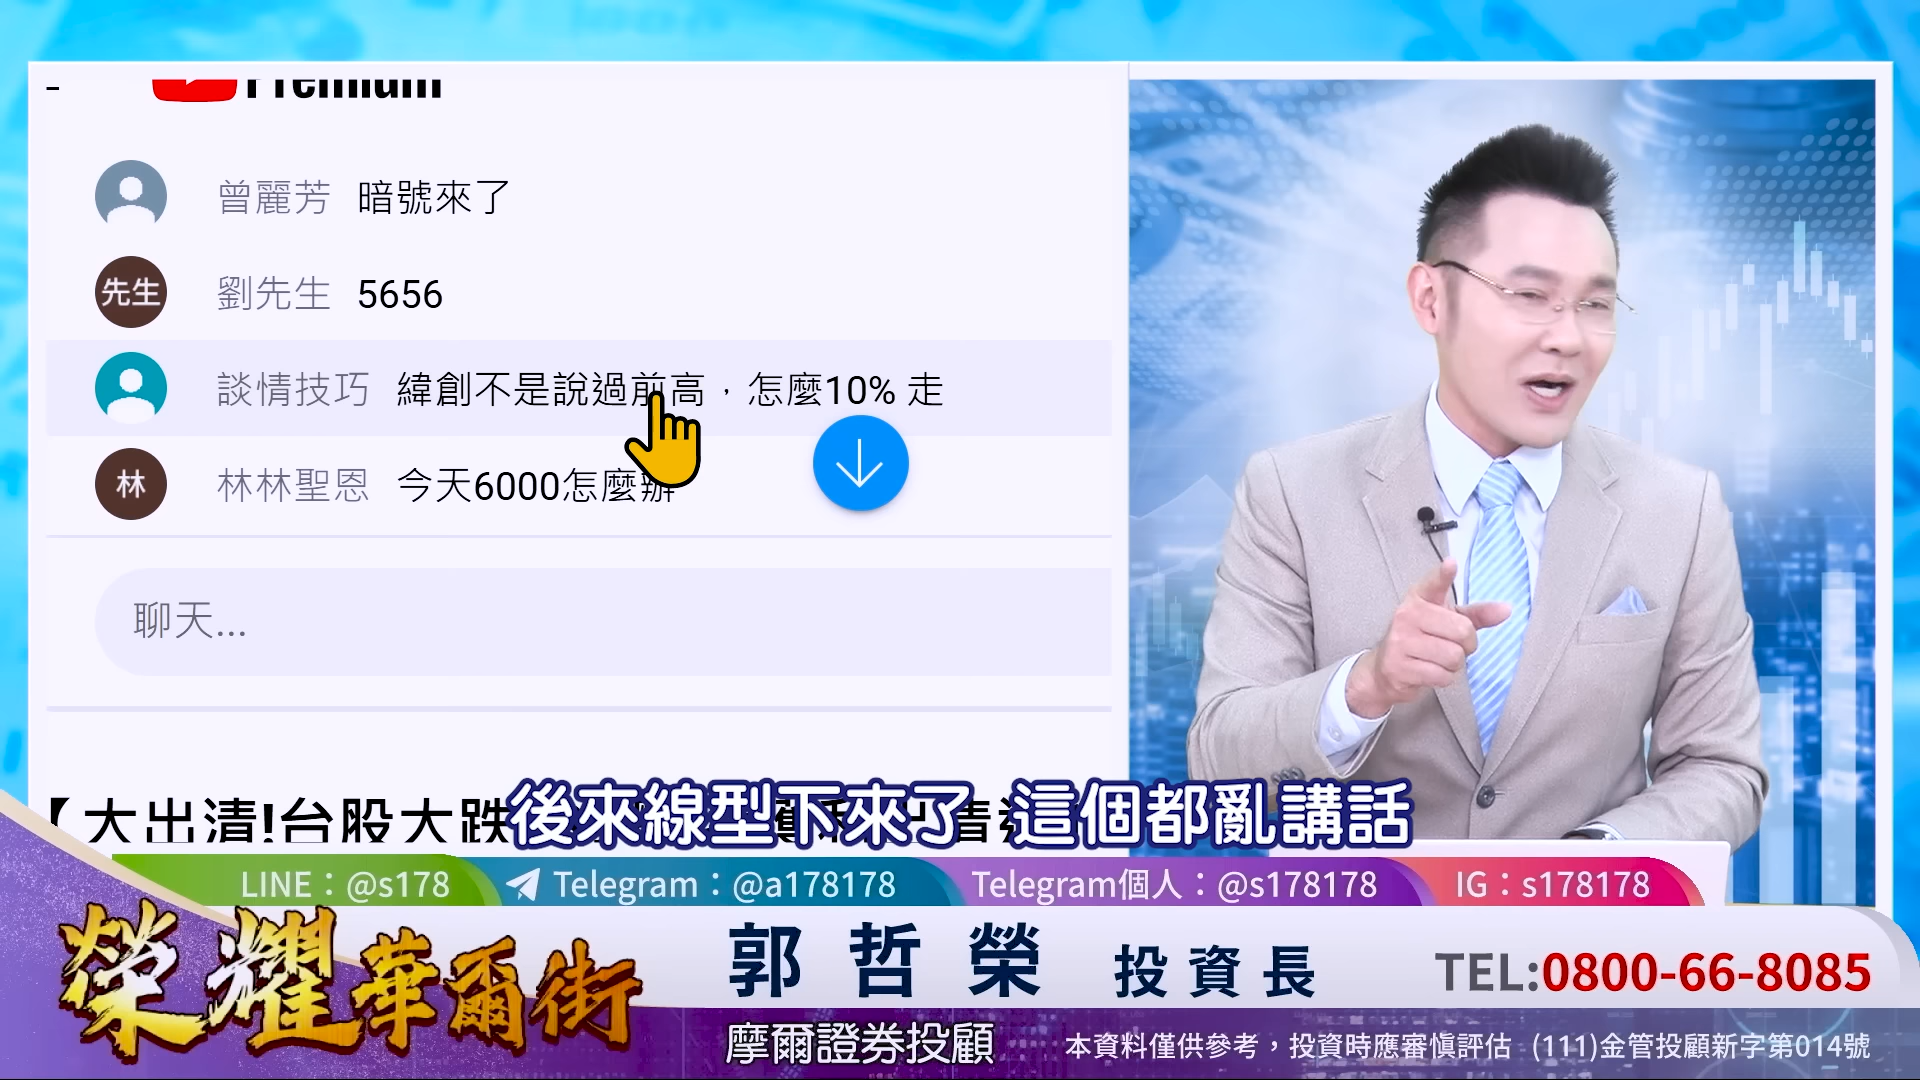 Premium
曾麗芳 暗號來了
先生 劉先生 5656
談情技巧 緯創不是說過前高，怎麼10% 走
林 林林聖恩 今天6000怎麼辦
聊天...
【大出清!台股大跌
後來線型下來了 這個都亂講話
LINE：@s178 Telegram：@a178178 Telegram個人：@s178178 IG：s178178
榮耀華爾街
郭哲榮 投資長 TEL:0800-66-8085
摩爾證券投顧 本資料僅供參考，投資時應審慎評估 (111)金管投顧新字第014號